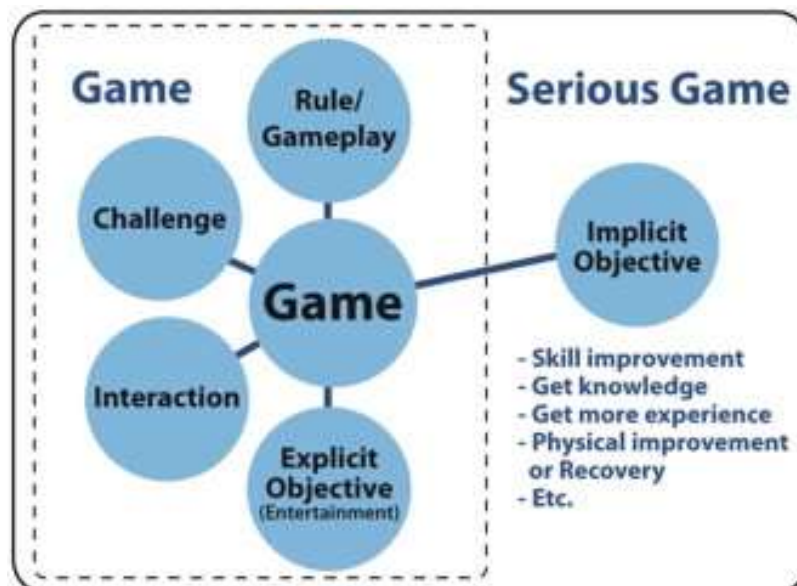 Game
Serious Game
Rule/
Gameplay
Challenge
Game
Implicit
Objective
Interaction
Explicit
Objective
(Entertainment)
- Skill improvement
- Get knowledge
- Get more experience
- Physical improvement
or Recovery
- Etc.